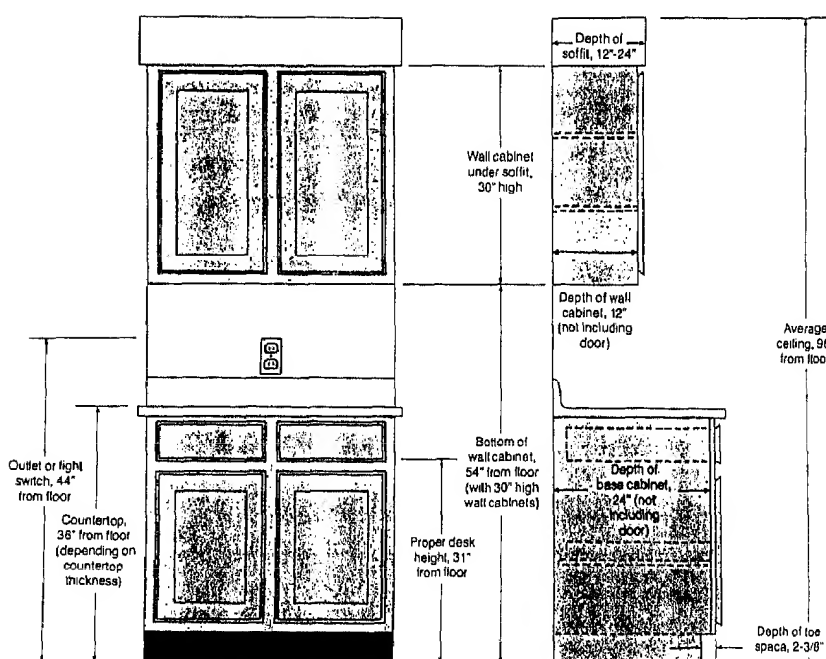 Depth of
soffit, 12"-24"
Wall cabinet
under soffit,
30" high
Depth of wall
cabinet, 12"
(not including
door)
Average
ceiling, 96
from floor
Outlet or light
switch, 44"
from floor
Countertop,
36" from floor
(depending on
countertop
thickness)
Proper desk
height, 31"
from floor
Bottom of
wall cabinet,
54" from floor
(with 30" high
wall cabinets)
Depth of
base cabinet,
24" (not
including
door)
Depth of toe
spaca, 2-3/8"